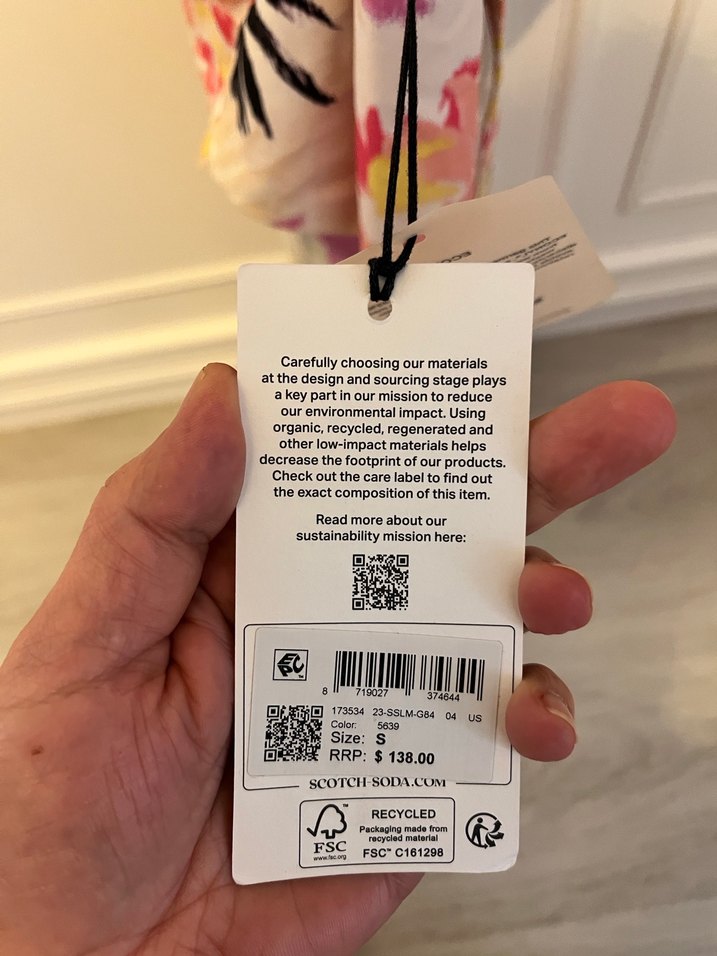 Carefully choosing our materials
at the design and sourcing stage plays
a key part in our mission to reduce
our environmental impact. Using
organic, recycled, regenerated and
other low-impact materials helps
decrease the footprint of our products.
Check out the care label to find out
the exact composition of this item.
Read more about our
sustainability mission here:
EPC™
8 719027 374644
173534 23-SSLM-G84 04 US
Color: 5639
Size: S
RRP: $ 138.00
SCOTCH-SODA.COM
FSC
www.fsc.org
RECYCLED
Packaging made from
recycled material
FSC™ C161298